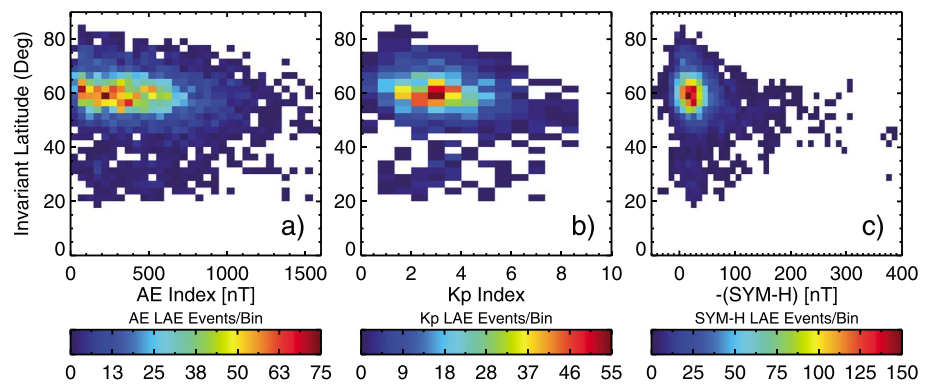 Invariant Latitude (Deg)
80
60
40
20
0
a)
0 500 1000 1500
AE Index [nT]
AE LAE Events/Bin
0 13 25 38 50 63 75
80
60
40
20
0
b)
0 2 4 6 8 10
Kp Index
Kp LAE Events/Bin
0 9 18 28 37 46 55
80
60
40
20
0
c)
0 100 200 300 400
-(SYM-H) [nT]
SYM-H LAE Events/Bin
0 25 50 75 100 125 150